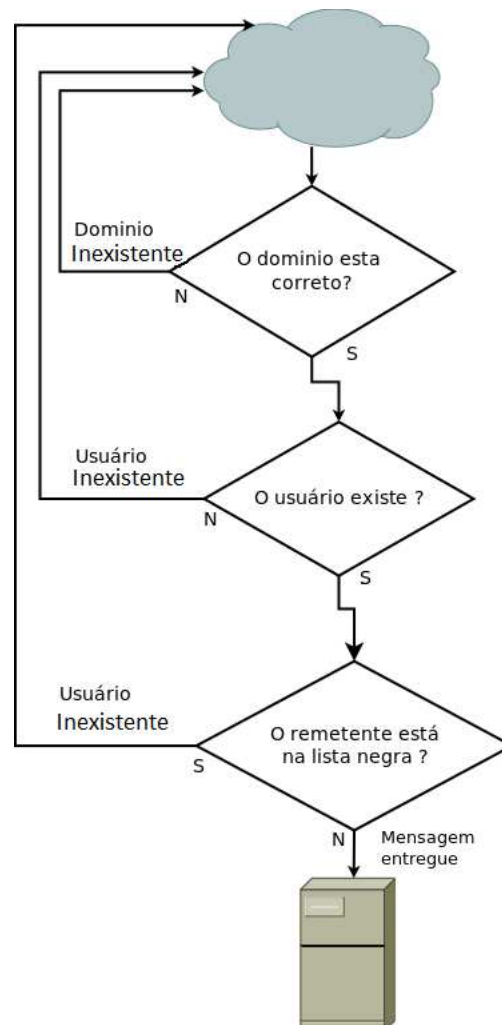 Dominio
Inexistente
O dominio esta
correto?
N
S
Usuário
Inexistente
O usuário existe ?
N
S
Usuário
Inexistente
O remetente está
na lista negra ?
S
N
Mensagem
entregue